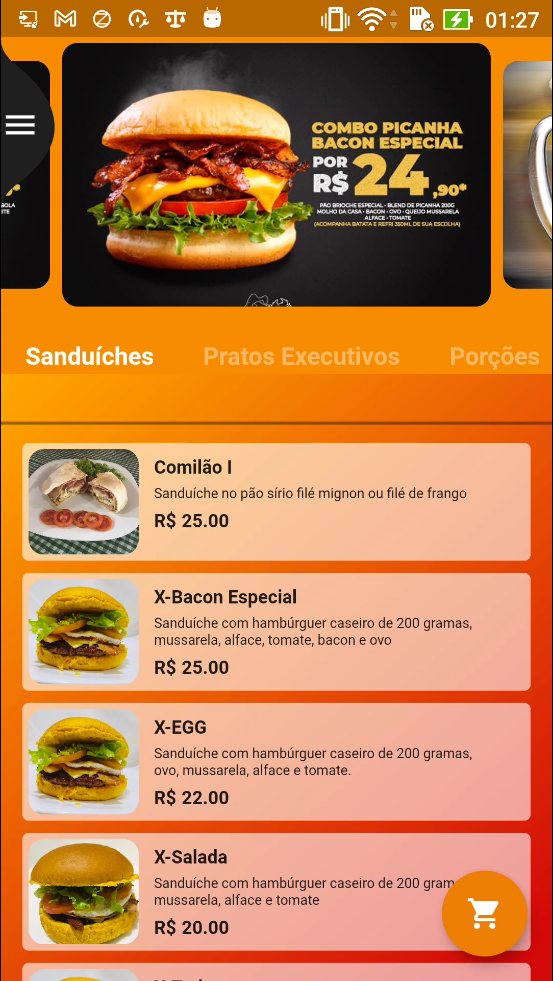 01:27
BOLA
COMBO PICANHA
BACON ESPECIAL
POR
R$ 24,90*
PÃO BRIOCHE ESPECIAL - BLEND DE PICANHA 200G
MOLHO DA CASA - BACON - OVO - QUEIJO MUSSARELA
ALFACE - TOMATE
(ACOMPANHA BATATA E REFRI 350ML DE SUA ESCOLHA)
Sanduíches Pratos Executivos Porções
Comilão I
Sanduíche no pão sírio filé mignon ou filé de frango
R$ 25.00
X-Bacon Especial
Sanduíche com hambúrguer caseiro de 200 gramas,
mussarela, alface, tomate, bacon e ovo
R$ 25.00
X-EGG
Sanduíche com hambúrguer caseiro de 200 gramas,
ovo, mussarela, alface e tomate.
R$ 22.00
X-Salada
Sanduíche com hambúrguer caseiro de 200 gram
mussarela, alface e tomate
R$ 20.00